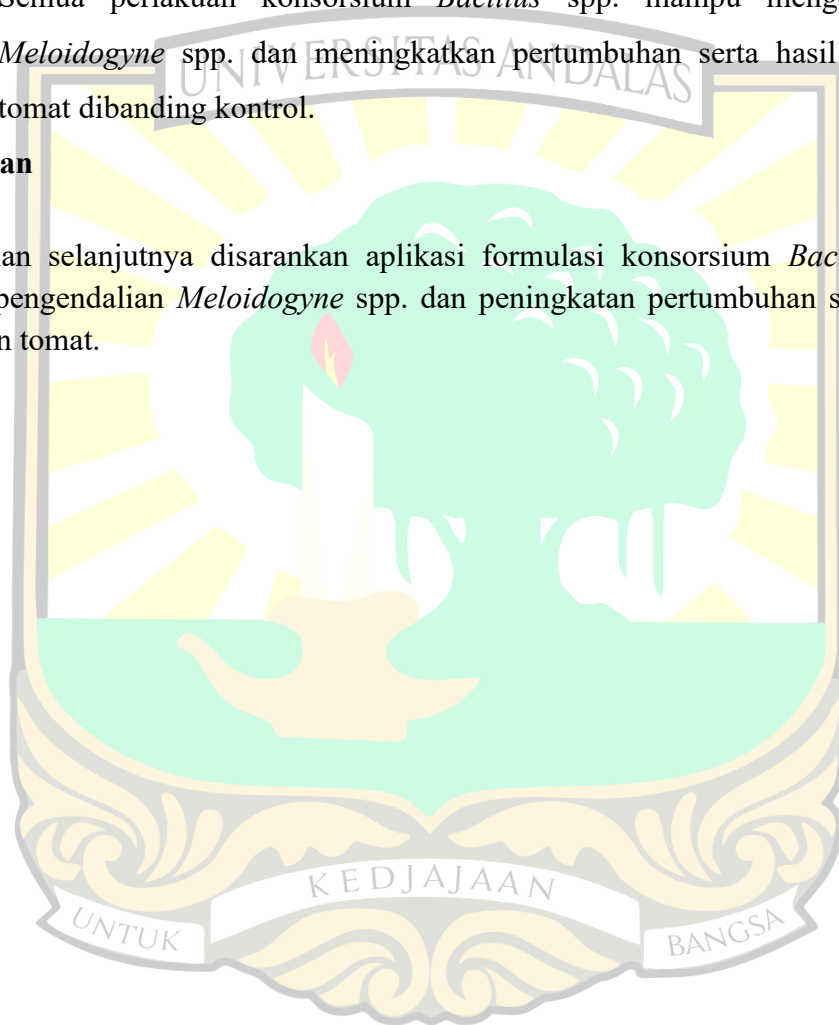 Semua perlakuan konsorsium Bacillus spp. mampu meng
Meloidogyne spp. dan meningkatkan pertumbuhan serta hasil
tomat dibanding kontrol.
an
an selanjutnya disarankan aplikasi formulasi konsorsium Bac
pengendalian Meloidogyne spp. dan peningkatan pertumbuhan s
n tomat.
UNIVERSITAS ANDALAS
UNTUK
KEDJAJAAN
BANGSA